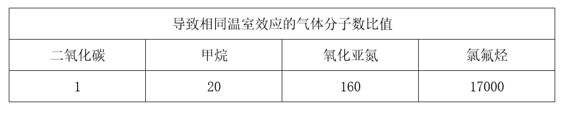 导致相同温室效应的气体分子数比值
二氧化碳 甲烷 氧化亚氮 氯氟烃
1 20 160 17000